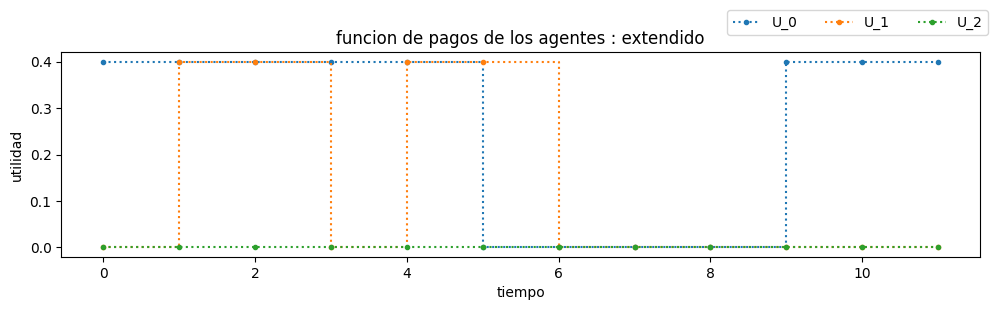 U_0 U_1 U_2
funcion de pagos de los agentes : extendido
0.4
0.3
0.2
0.1
0.0
utilidad
0 2 4 6 8 10
tiempo